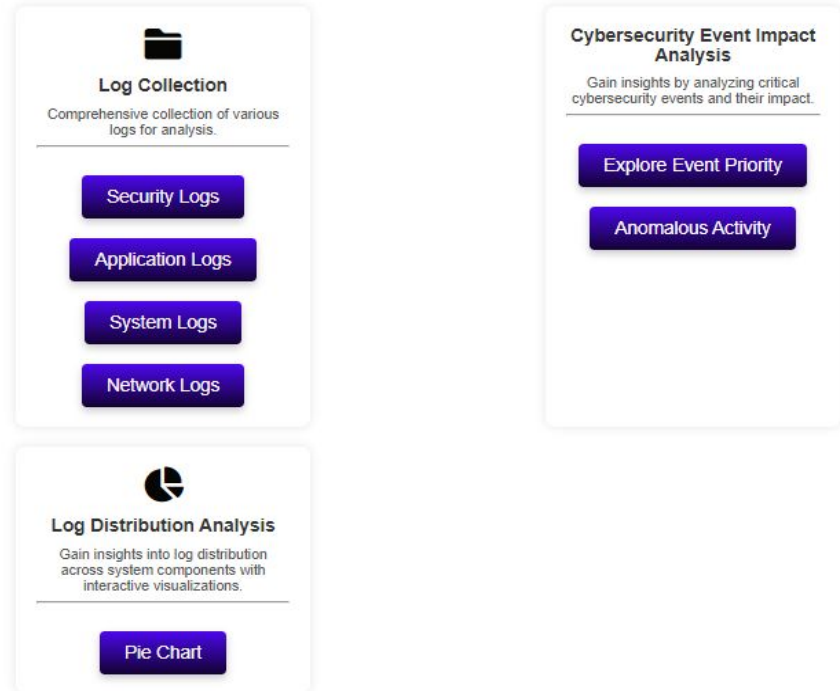 Log Collection
Comprehensive collection of various
logs for analysis.
Security Logs
Application Logs
System Logs
Network Logs
Cybersecurity Event Impact
Analysis
Gain insights by analyzing critical
cybersecurity events and their impact.
Explore Event Priority
Anomalous Activity
Log Distribution Analysis
Gain insights into log distribution
across system components with
interactive visualizations.
Pie Chart